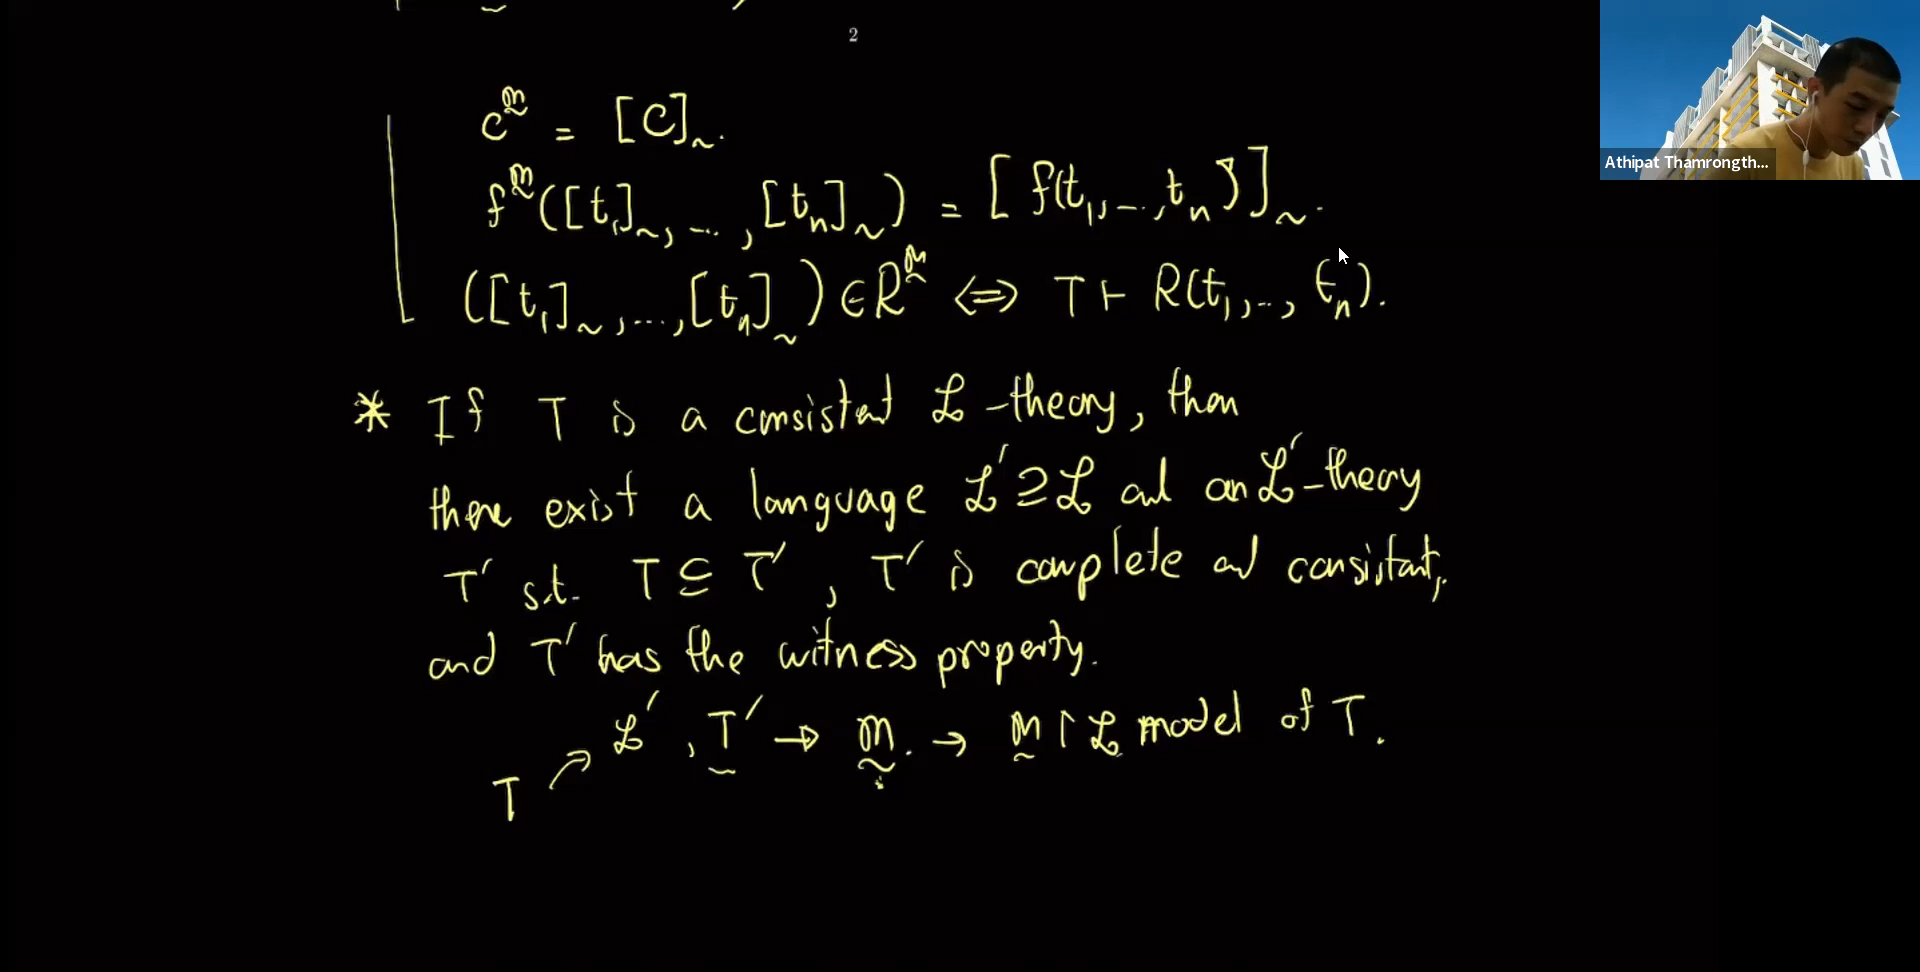 2
c^𝔐 = [c]~.
f^𝔐([t₁]~, ..., [tₙ]~) = [f(t₁, ..., tₙ)]~.
([t₁]~, ..., [tₙ]~) ∈ R^𝔐 ⇔ T ⊢ R(t₁, .., tₙ).
Athipat Thamrongth...
* If T is a consistent ℒ-theory, then
there exist a language ℒ′ ⊇ ℒ and an ℒ′-theory
T′ s.t. T ⊆ T′, T′ is complete and consistent,
and T′ has the witness property.
T ↗ ℒ′, T′ → 𝔐. → 𝔐↾ℒ model of T.